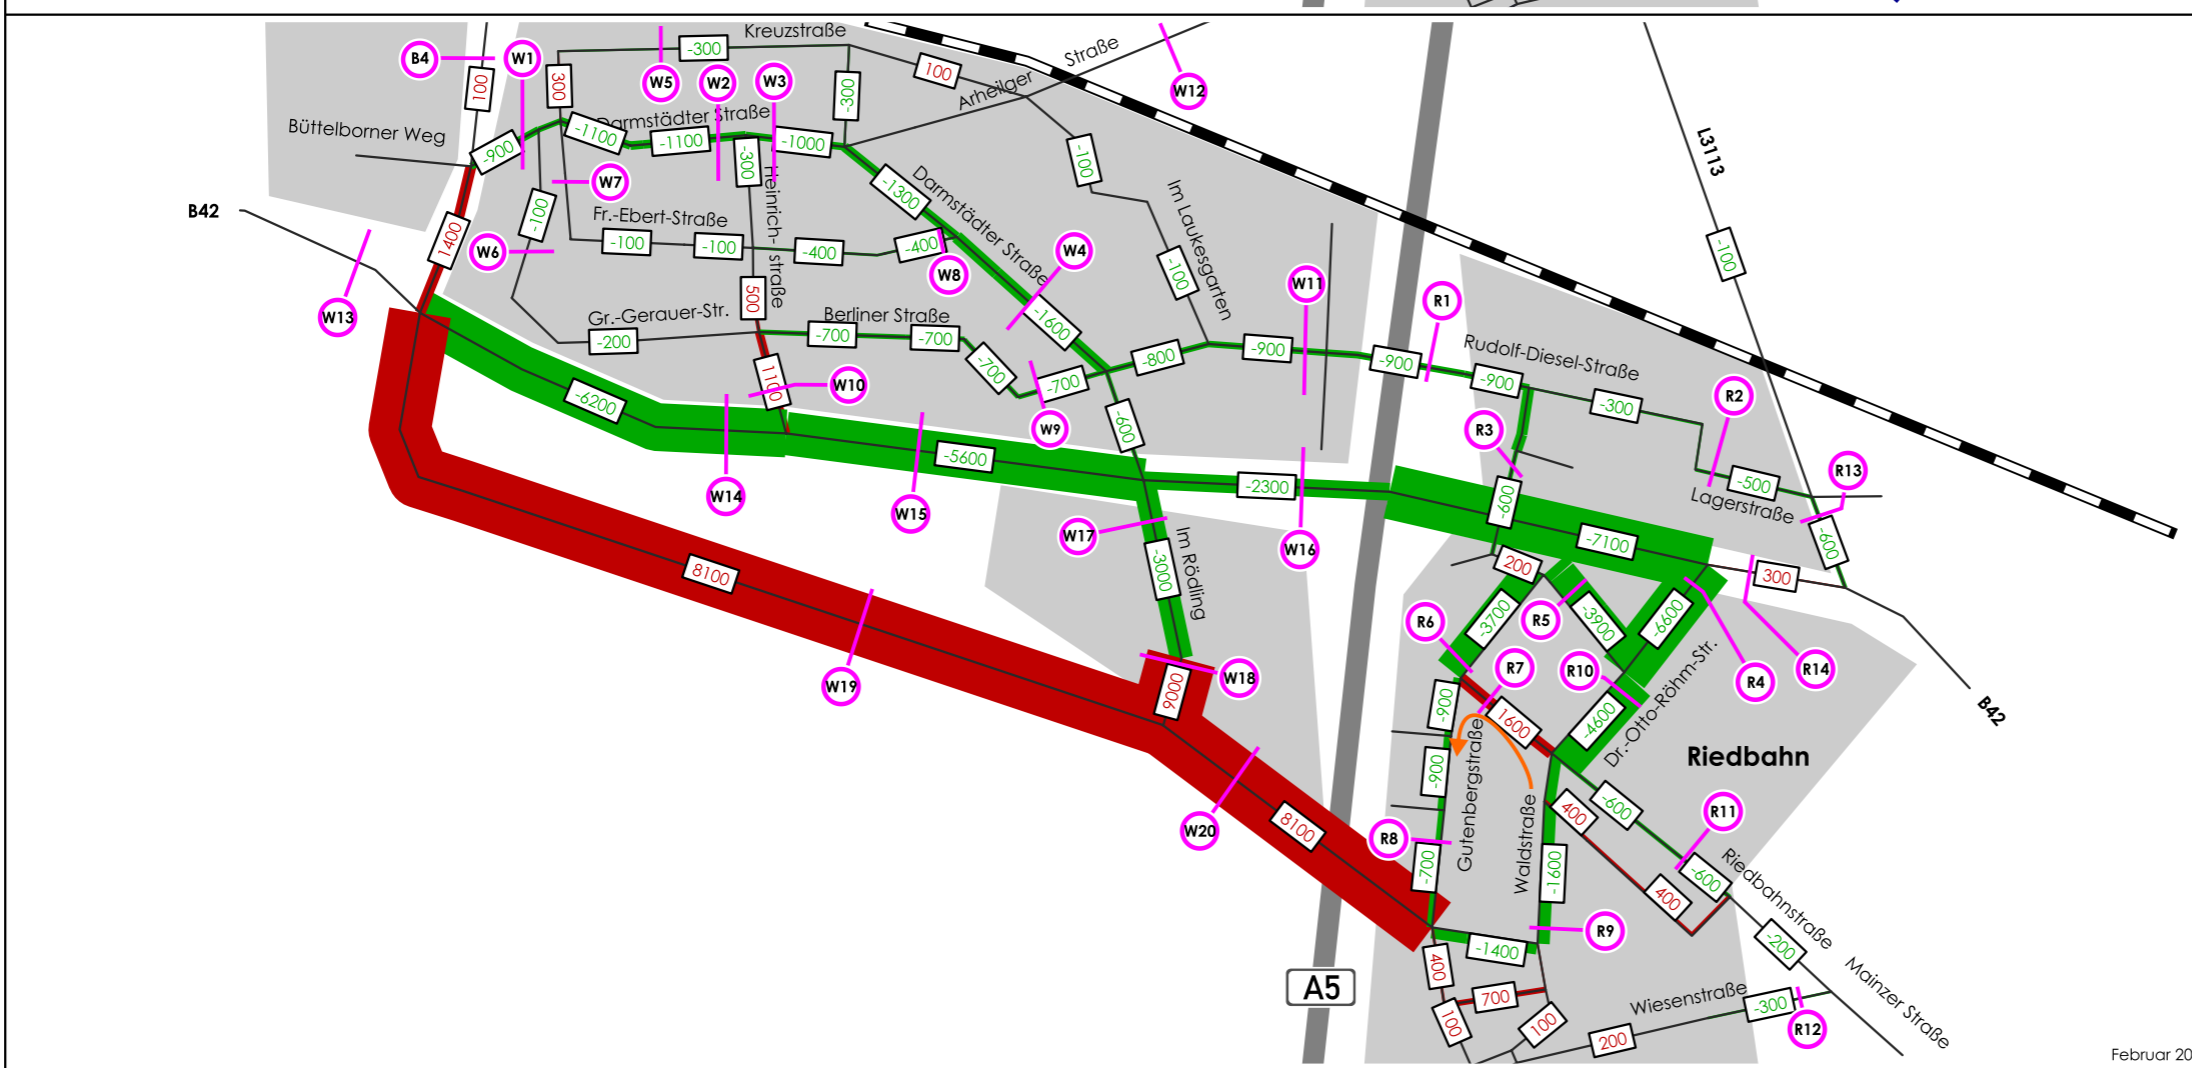 Kreuzstraße
Straße
B4
W1
-300
W5
W2
W3
100
300
-300
100
Arheilger
W12
Büttelborner Weg
Darmstädter Straße
-900
-1100
-1100
-1000
-300
-100
L3113
W7
Heinrich-
straße
-1300
Darmstädter Straße
Im Laukesgarten
B42
-100
Fr.-Ebert-Straße
1400
W6
-100
-100
-400
-400
W8
W4
-100
-100
W13
500
W11
R1
Gr.-Gerauer-Str.
-200
Berliner Straße
-700
-700
-700
-700
-1600
-800
-900
-900
Rudolf-Diesel-Straße
-900
-300
R2
1100
W10
-6200
W9
-600
R3
W14
-5600
W15
-2300
W16
-600
-500
R13
Lagerstraße
-600
W17
Im Rödling
-3000
-7100
200
300
8100
R6
-3700
R5
-3900
-6600
W19
W18
9000
R7
R10
R4
R14
-900
1600
-4600
Dr.-Otto-Röhm-Str.
B42
Riedbahn
-900
Gutenbergstraße
W20
8100
R8
-700
Waldstraße
-1600
400
-600
R11
-600
400
Riedbahnstraße
R9
-1400
-200
400
A5
700
100
100
Wiesenstraße
-300
200
R12
Mainzer Straße
Februar 20